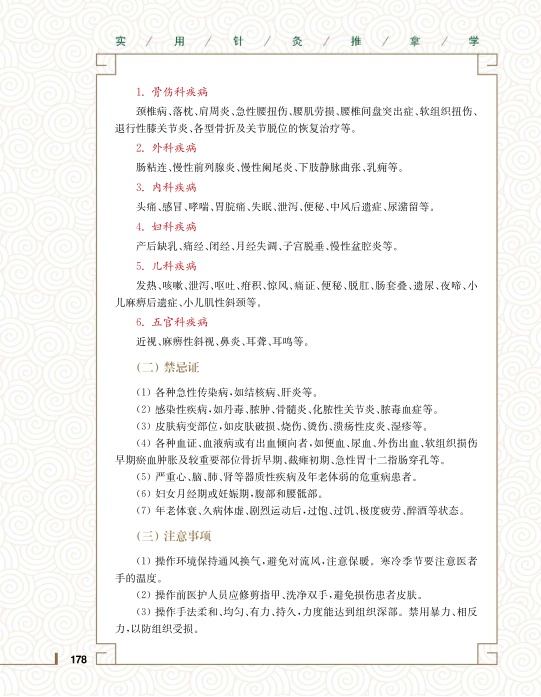 实 / 用 / 针 / 灸 / 推 / 拿 / 学
1. 骨伤科疾病
颈椎病、落枕、肩周炎、急性腰扭伤、腰肌劳损、腰椎间盘突出症、软组织扭伤、
退行性膝关节炎、各型骨折及关节脱位的恢复治疗等。
2. 外科疾病
肠粘连、慢性前列腺炎、慢性阑尾炎、下肢静脉曲张、乳痈等。
3. 内科疾病
头痛、感冒、哮喘、胃脘痛、失眠、泄泻、便秘、中风后遗症、尿潴留等。
4. 妇科疾病
产后缺乳、痛经、闭经、月经失调、子宫脱垂、慢性盆腔炎等。
5. 儿科疾病
发热、咳嗽、泄泻、呕吐、疳积、惊风、痛证、便秘、脱肛、肠套叠、遗尿、夜啼、小
儿麻痹后遗症、小儿肌性斜颈等。
6. 五官科疾病
近视、麻痹性斜视、鼻炎、耳聋、耳鸣等。
（二）禁忌证
（1）各种急性传染病，如结核病、肝炎等。
（2）感染性疾病，如丹毒、脓肿、骨髓炎、化脓性关节炎、脓毒血症等。
（3）皮肤病变部位，如皮肤破损、烧伤、烫伤、溃疡性皮炎、湿疹等。
（4）各种血证、血液病或有出血倾向者，如便血、尿血、外伤出血、软组织损伤
早期瘀血肿胀及较重要部位骨折早期、截瘫初期、急性胃十二指肠穿孔等。
（5）严重心、脑、肺、肾等器质性疾病及年老体弱的危重病患者。
（6）妇女月经期或妊娠期，腹部和腰骶部。
（7）年老体衰、久病体虚、剧烈运动后，过饱、过饥、极度疲劳、醉酒等状态。
（三）注意事项
（1）操作环境保持通风换气，避免对流风，注意保暖。寒冷季节要注意医者
手的温度。
（2）操作前医护人员应修剪指甲、洗净双手，避免损伤患者皮肤。
（3）操作手法柔和、均匀、有力、持久，力度能达到组织深部。禁用暴力、相反
力，以防组织受损。
178